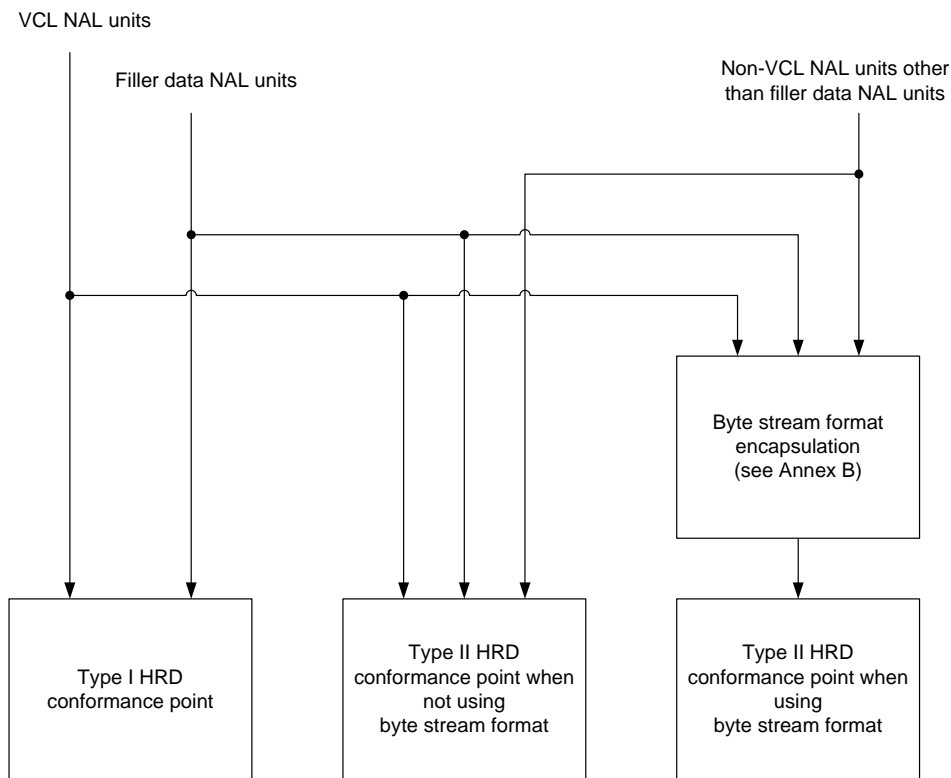 VCL NAL units
Filler data NAL units
Non-VCL NAL units other
than filler data NAL units
Byte stream format
encapsulation
(see Annex B)
Type I HRD
conformance point
Type II HRD
conformance point when
not using
byte stream format
Type II HRD
conformance point when
using
byte stream format